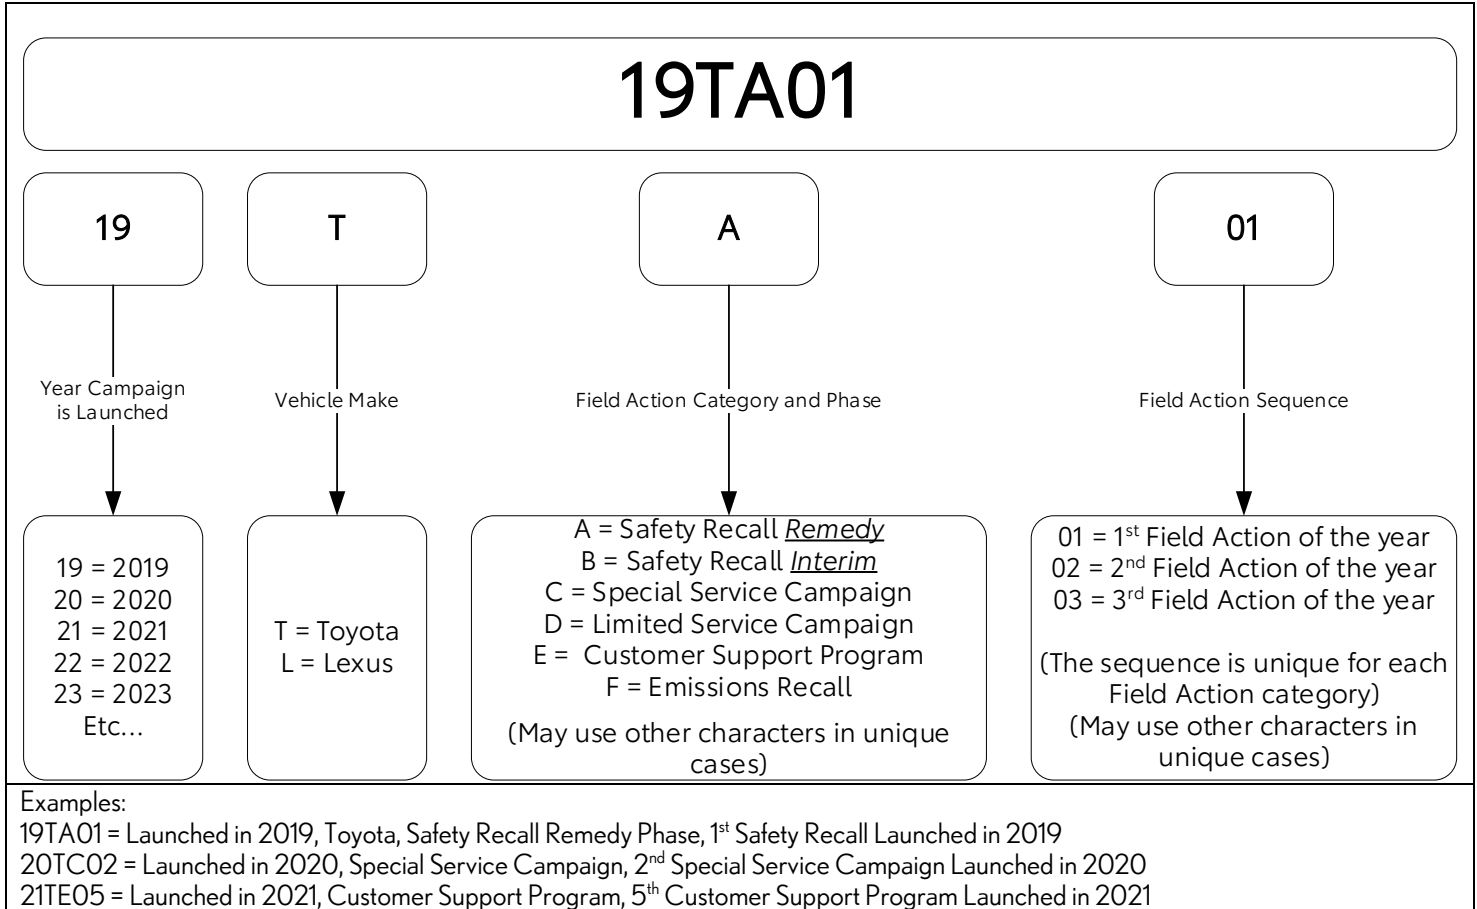 19TA01
19
T
A
01
Year Campaign
is Launched
Vehicle Make
Field Action Category and Phase
Field Action Sequence
19 = 2019
20 = 2020
21 = 2021
22 = 2022
23 = 2023
Etc...
T = Toyota
L = Lexus
A = Safety Recall Remedy
B = Safety Recall Interim
C = Special Service Campaign
D = Limited Service Campaign
E =  Customer Support Program
F = Emissions Recall
(May use other characters in unique
cases)
01 = 1st Field Action of the year
02 = 2nd Field Action of the year
03 = 3rd Field Action of the year
(The sequence is unique for each
Field Action category)
(May use other characters in
unique cases)
Examples:
19TA01 = Launched in 2019, Toyota, Safety Recall Remedy Phase, 1st Safety Recall Launched in 2019
20TC02 = Launched in 2020, Special Service Campaign, 2nd Special Service Campaign Launched in 2020
21TE05 = Launched in 2021, Customer Support Program, 5th Customer Support Program Launched in 2021